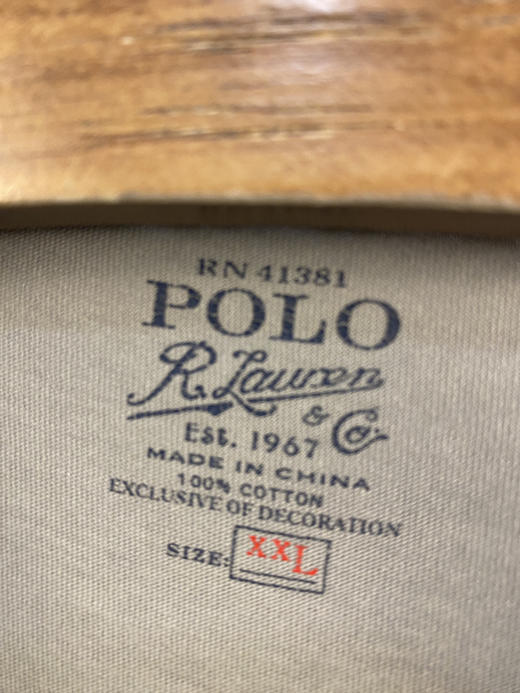 RN 41381
POLO
R. Lauren
& Co.
Est. 1967
MADE IN CHINA
100% COTTON
EXCLUSIVE OF DECORATION
SIZE: XXL